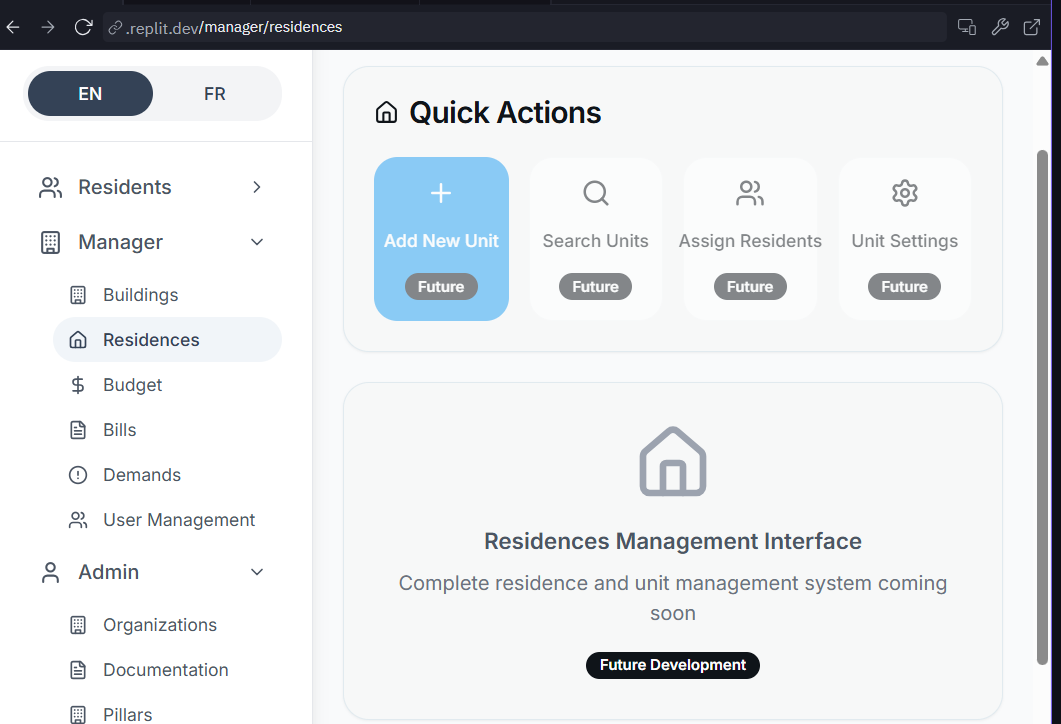 .replit.dev/manager/residences
EN
FR
Residents
Manager
Buildings
Residences
Budget
Bills
Demands
User Management
Admin
Organizations
Documentation
Pillars
Quick Actions
Add New Unit
Future
Search Units
Future
Assign Residents
Future
Unit Settings
Future
Residences Management Interface
Complete residence and unit management system coming
soon
Future Development